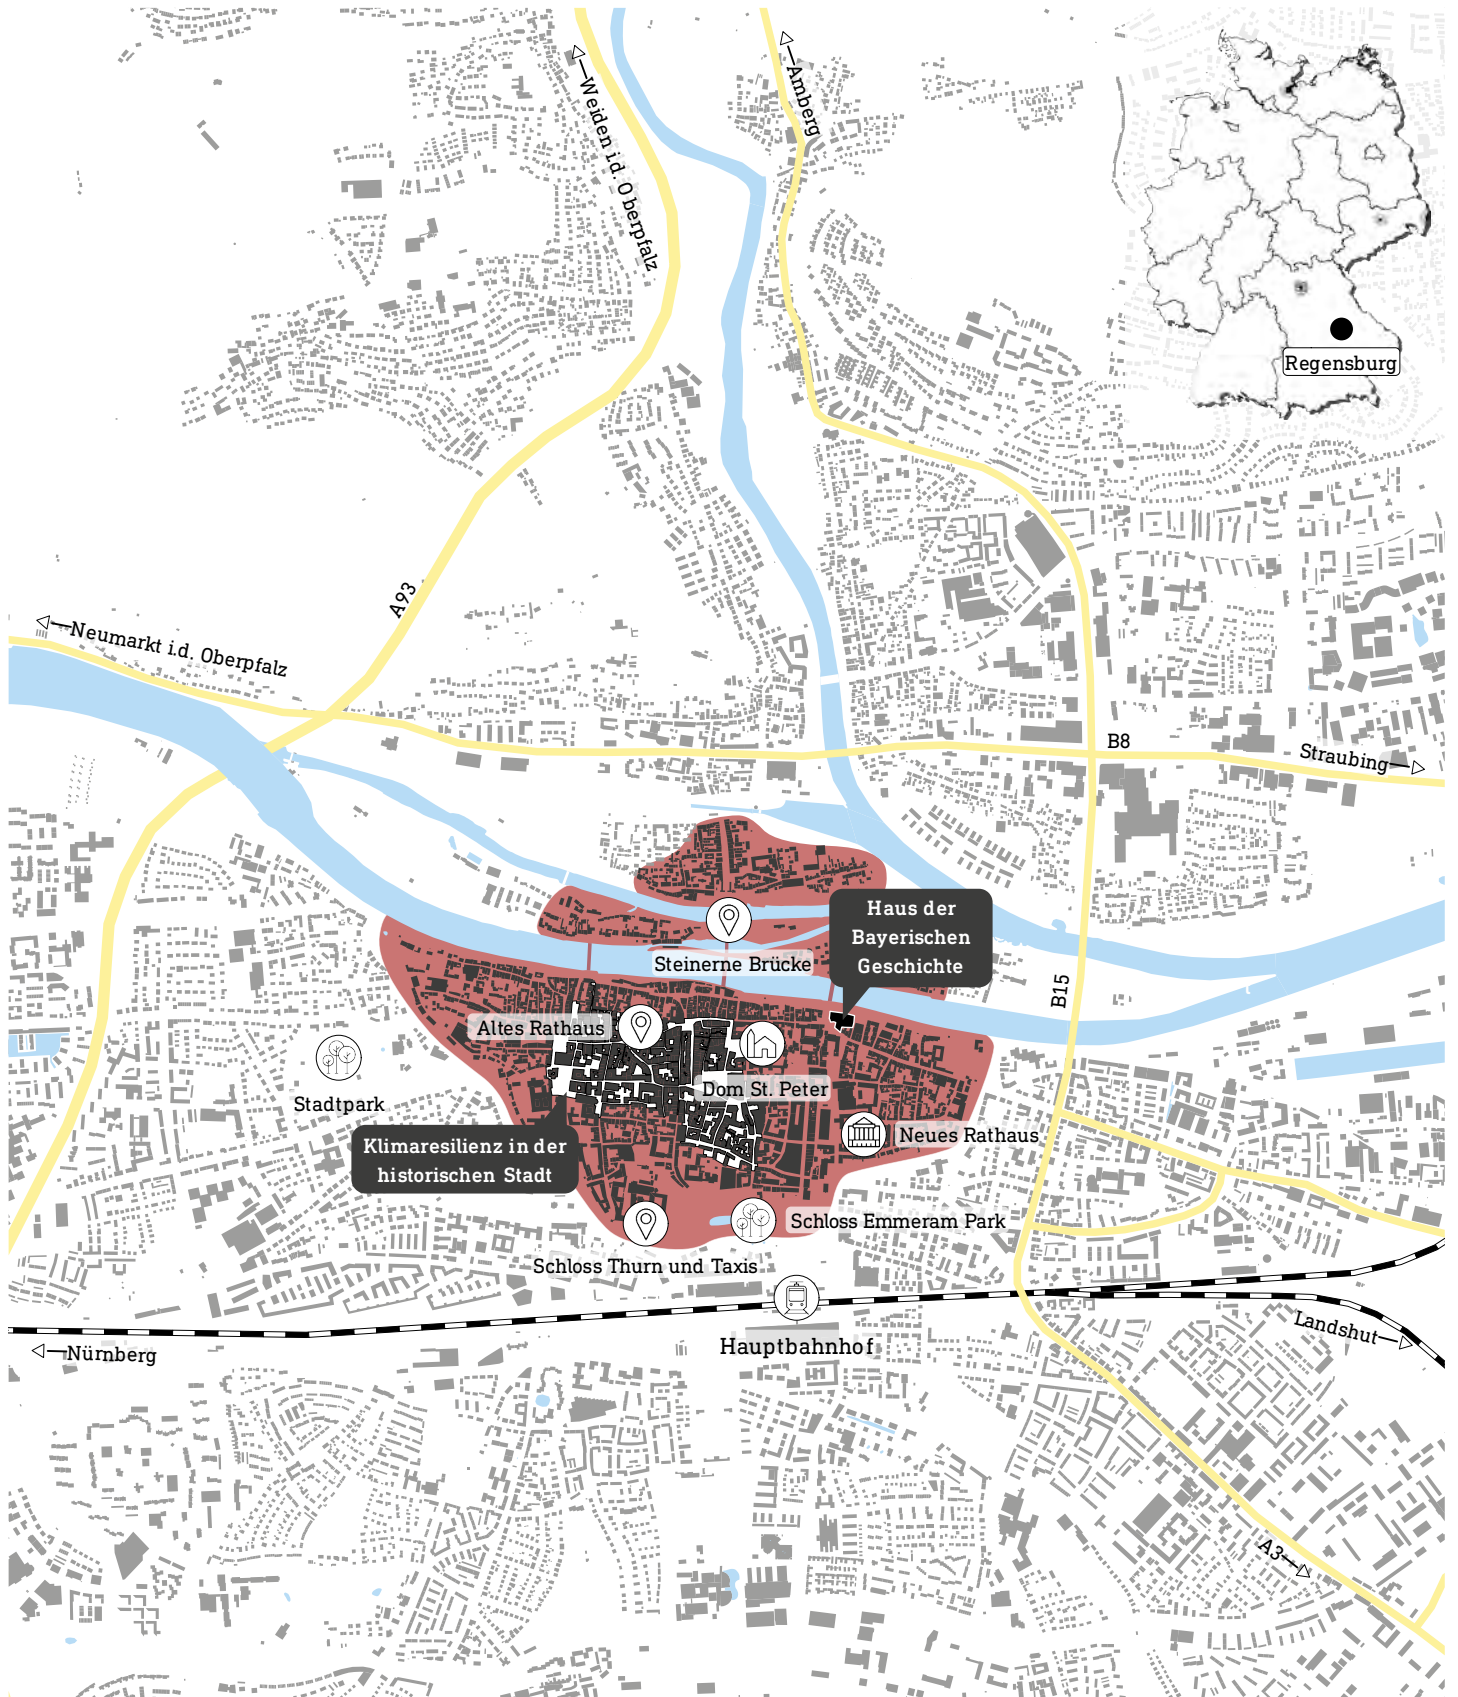 Amberg
Weiden i.d. Oberpfalz
Regensburg
A93
Neumarkt i.d. Oberpfalz
B8
Straubing
Haus der
Bayerischen
Geschichte
Steinerne Brücke
B15
Altes Rathaus
Dom St. Peter
Stadtpark
Neues Rathaus
Klimaresilienz in der
historischen Stadt
Schloss Emmeram Park
Schloss Thurn und Taxis
Hauptbahnhof
Landshut
Nürnberg
A3